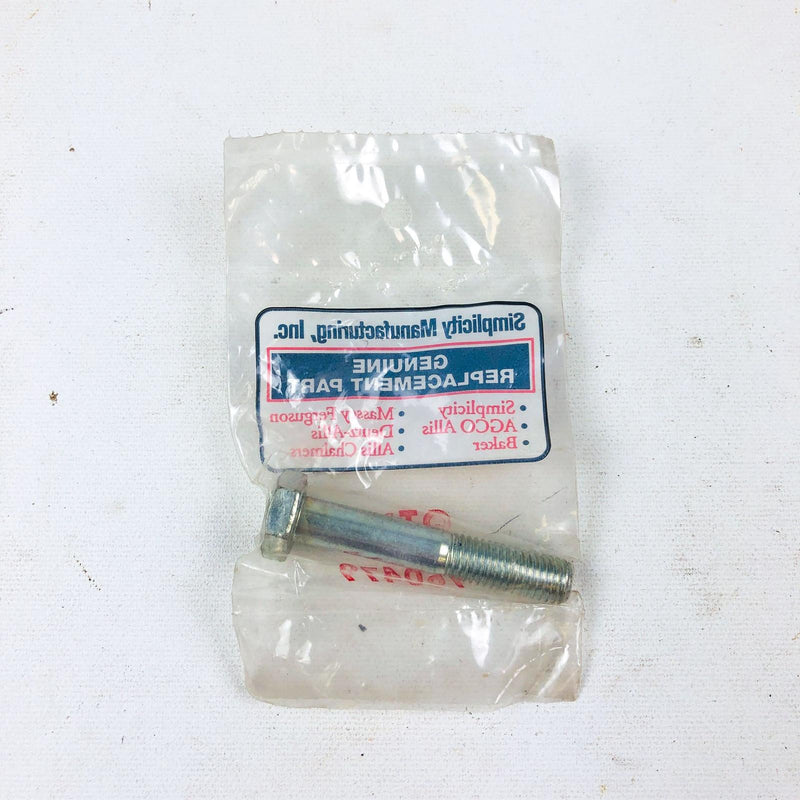 Simplicity Manufacturing, Inc.
GENUINE
REPLACEMENT PART
• Simplicity • Massey Ferguson
• AGCO Allis • Deutz-Allis
• Baker • Allis Chalmers